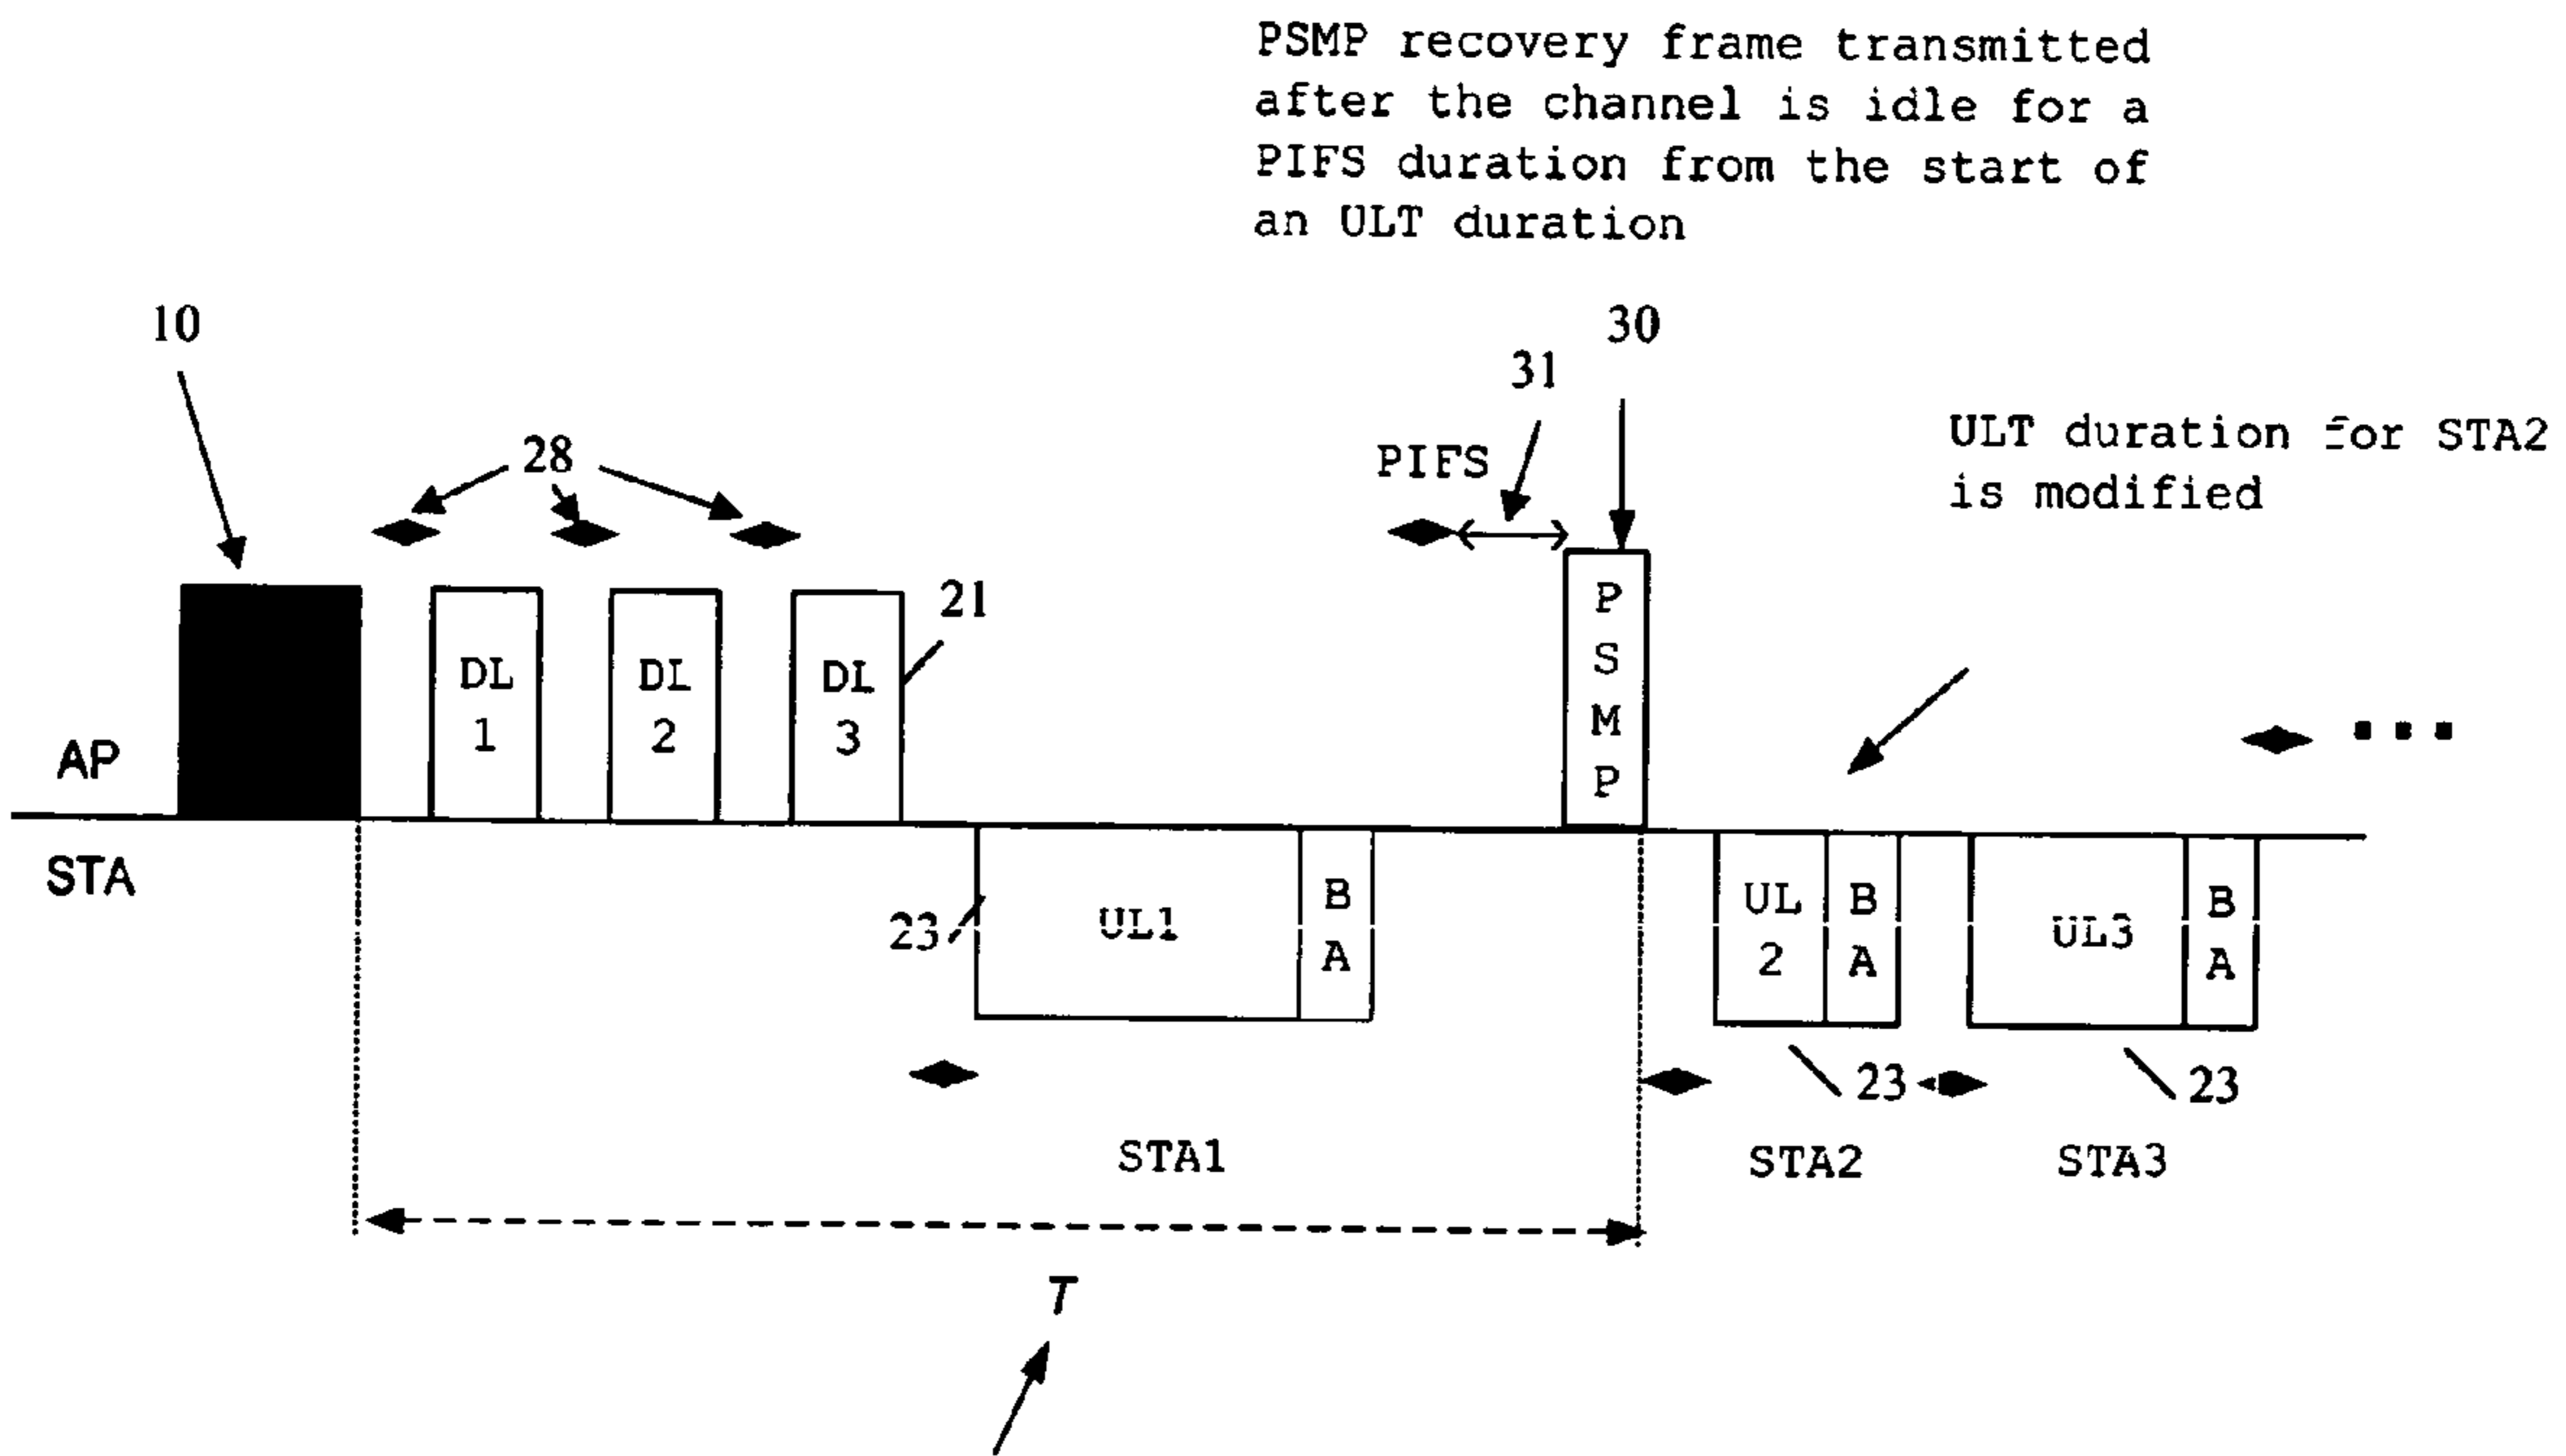 PSMP recovery frame transmitted
after the channel is idle for a
PIFS duration from the start of
an ULT duration
10
30
31
28
PIFS
ULT duration for STA2
is modified
21
DL
1
DL
2
DL
3
P
S
M
P
AP
STA
23
UL1
B
A
UL
2
B
A
UL3
B
A
23
23
STA1
STA2
STA3
T